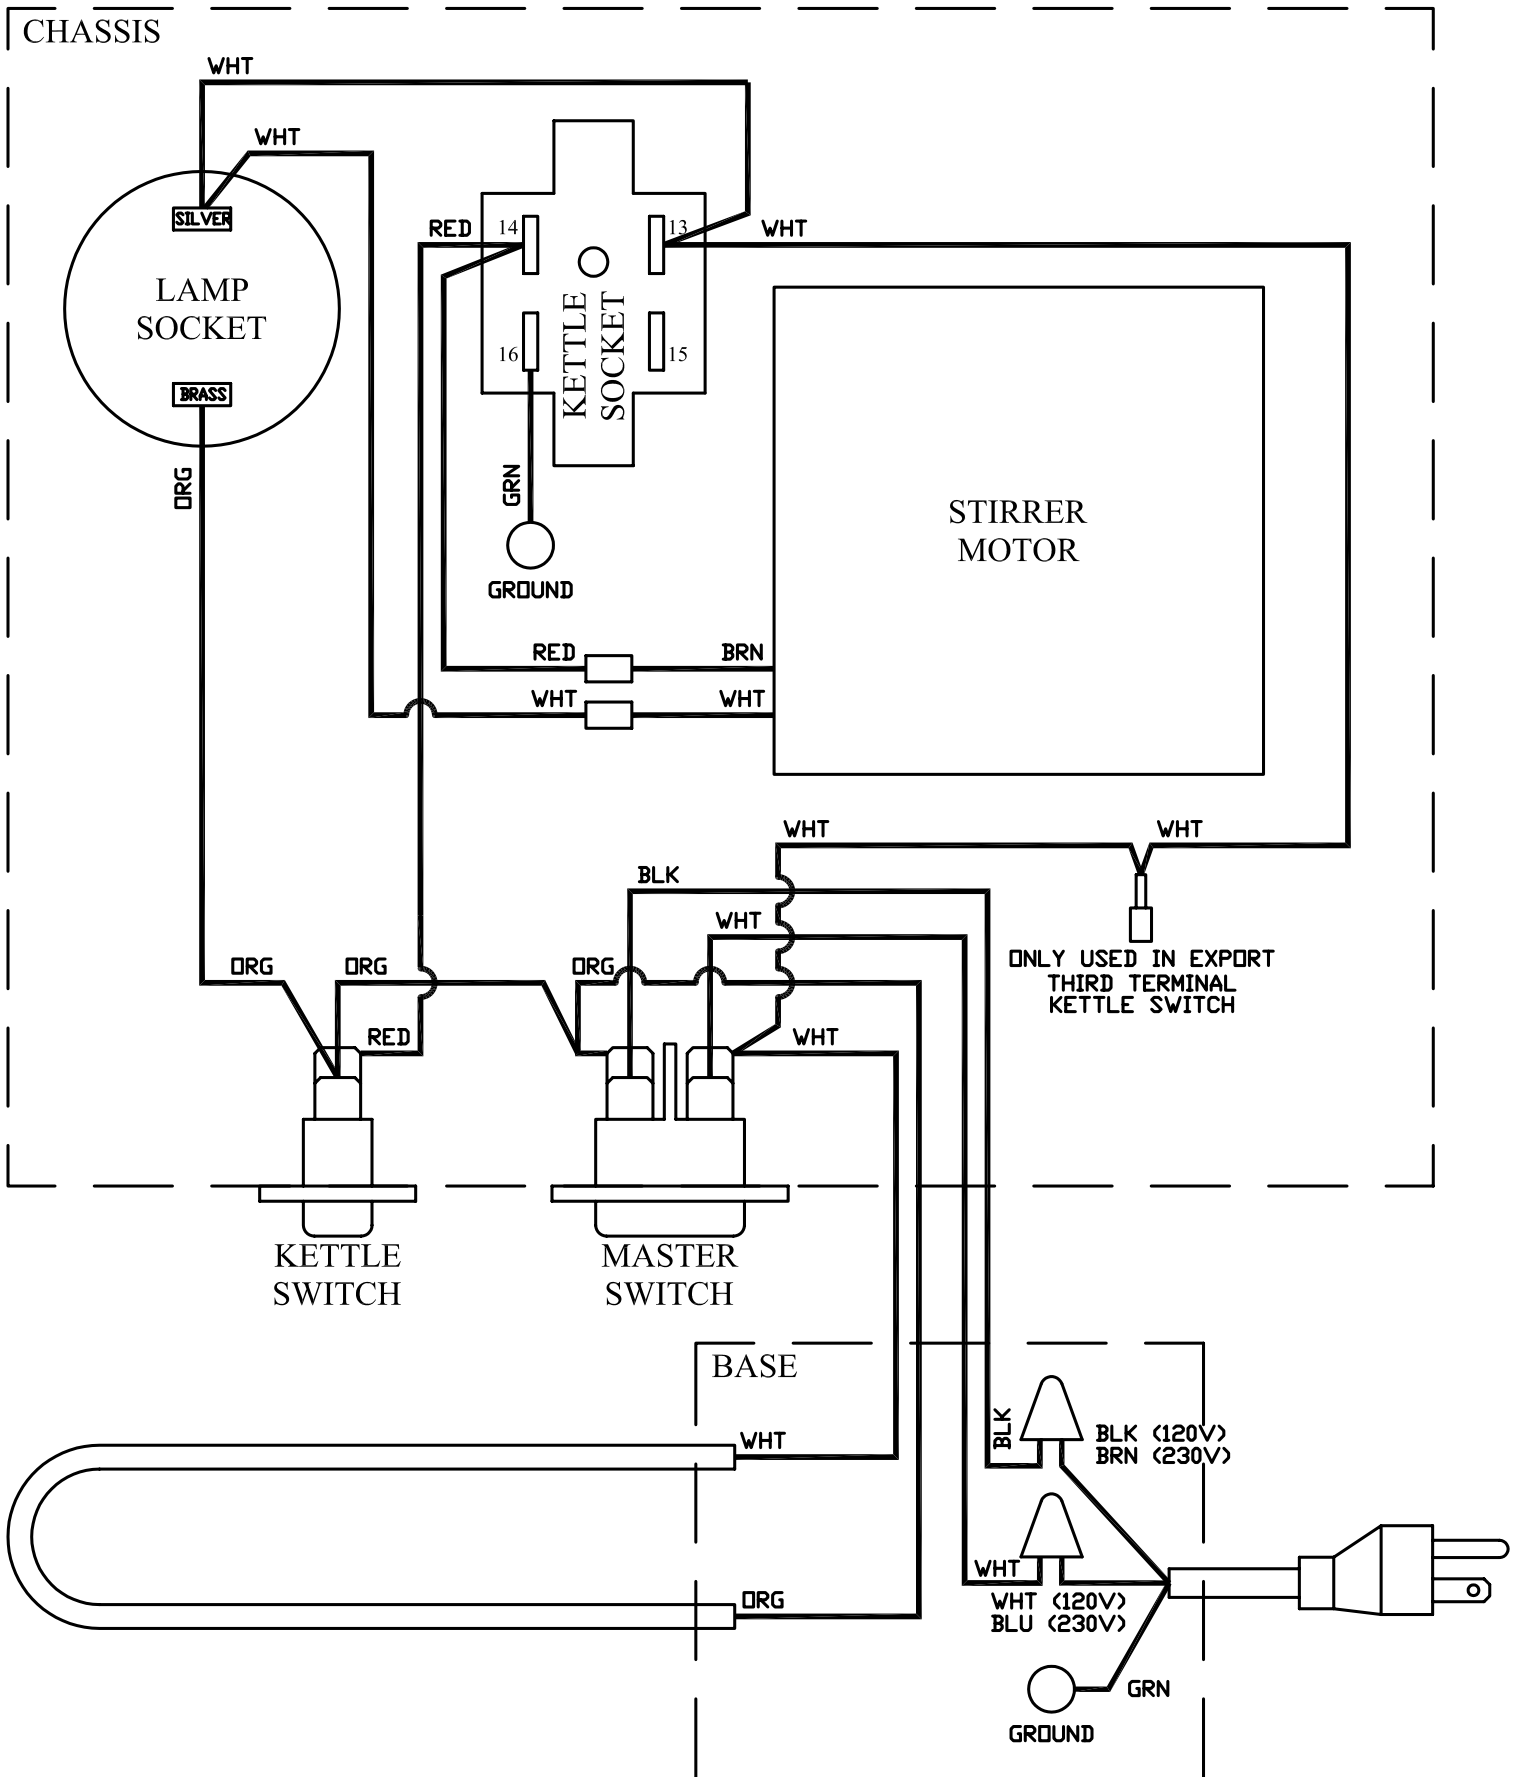 CHASSIS
WHT
WHT
SILVER
LAMP
SOCKET
BRASS
ORG
RED
14
13
WHT
16
15
KETTLE
SOCKET
GRN
GROUND
STIRRER
MOTOR
RED
BRN
WHT
WHT
WHT
WHT
BLK
WHT
ONLY USED IN EXPORT
THIRD TERMINAL
KETTLE SWITCH
ORG
ORG
ORG
RED
WHT
KETTLE
SWITCH
MASTER
SWITCH
BASE
WHT
BLK
BLK (120V)
BRN (230V)
WHT
WHT (120V)
BLU (230V)
ORG
GRN
GROUND